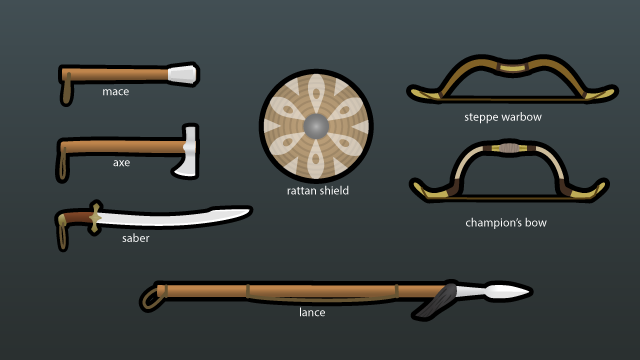 mace
axe
saber
rattan shield
steppe warbow
champion's bow
lance